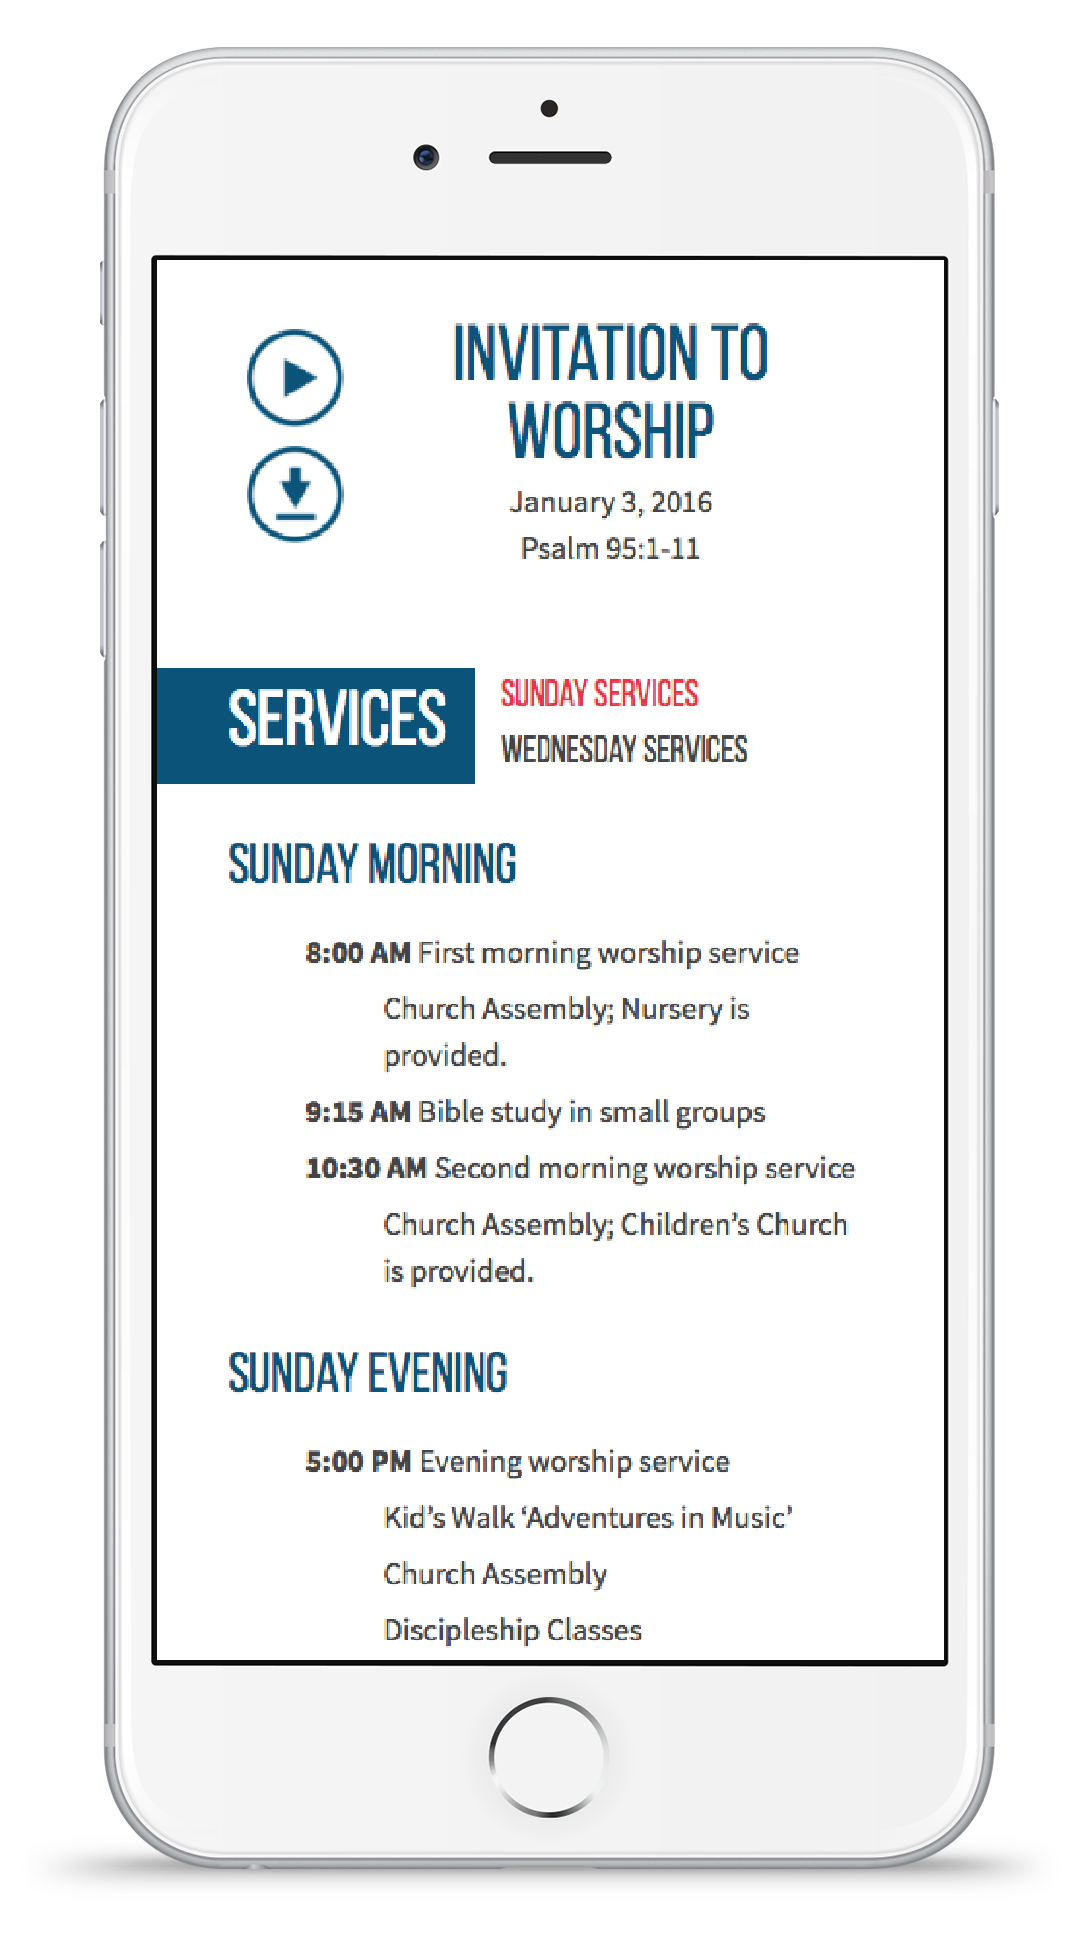 INVITATION TO
WORSHIP
January 3, 2016
Psalm 95:1-11
SERVICES
SUNDAY SERVICES
WEDNESDAY SERVICES
SUNDAY MORNING
8:00 AM First morning worship service
Church Assembly; Nursery is
provided.
9:15 AM Bible study in small groups
10:30 AM Second morning worship service
Church Assembly; Children’s Church
is provided.
SUNDAY EVENING
5:00 PM Evening worship service
Kid’s Walk ‘Adventures in Music’
Church Assembly
Discipleship Classes